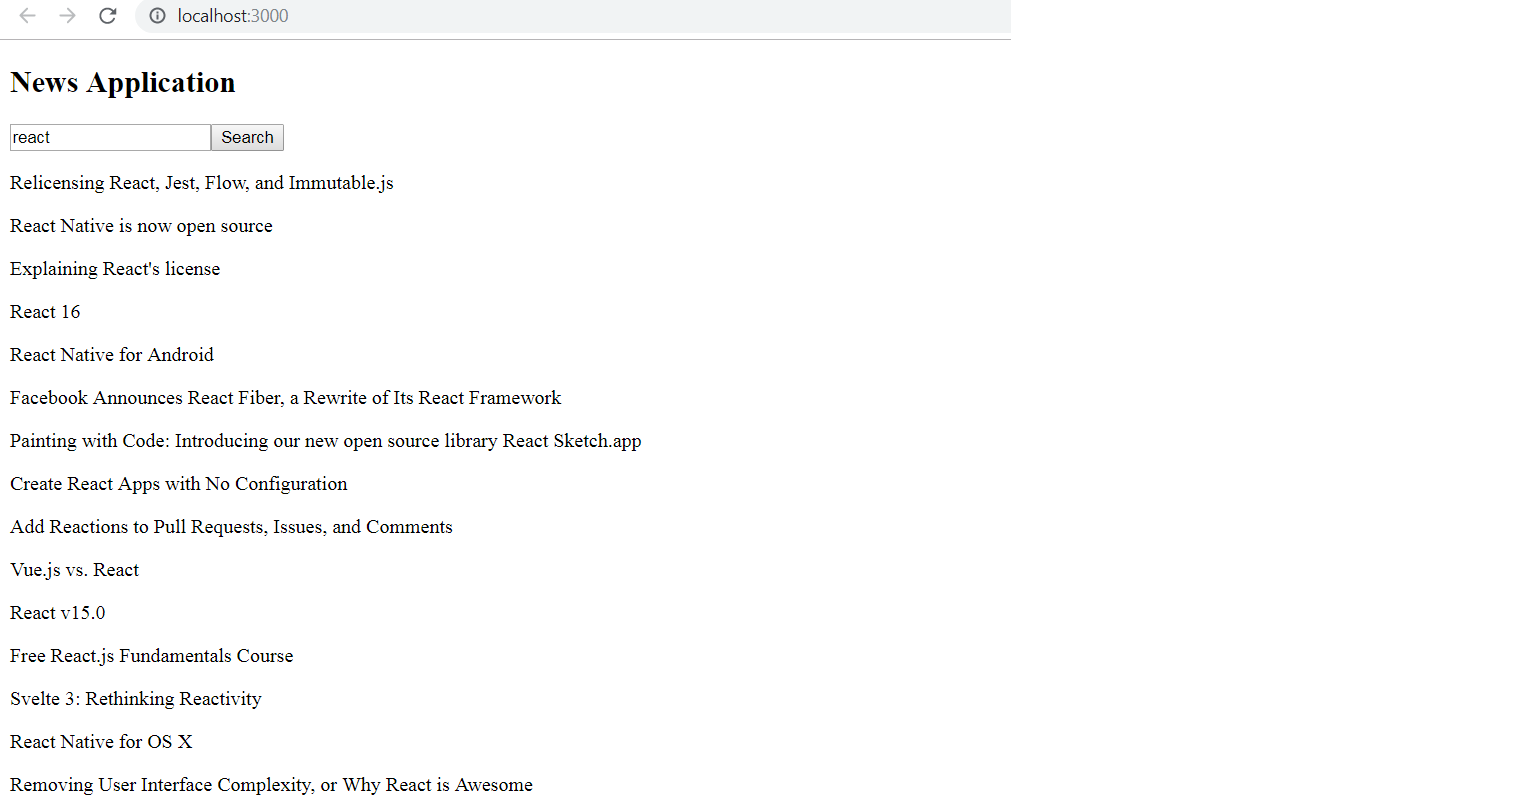 localhost:3000
News Application
react Search
Relicensing React, Jest, Flow, and Immutable.js
React Native is now open source
Explaining React's license
React 16
React Native for Android
Facebook Announces React Fiber, a Rewrite of Its React Framework
Painting with Code: Introducing our new open source library React Sketch.app
Create React Apps with No Configuration
Add Reactions to Pull Requests, Issues, and Comments
Vue.js vs. React
React v15.0
Free React.js Fundamentals Course
Svelte 3: Rethinking Reactivity
React Native for OS X
Removing User Interface Complexity, or Why React is Awesome